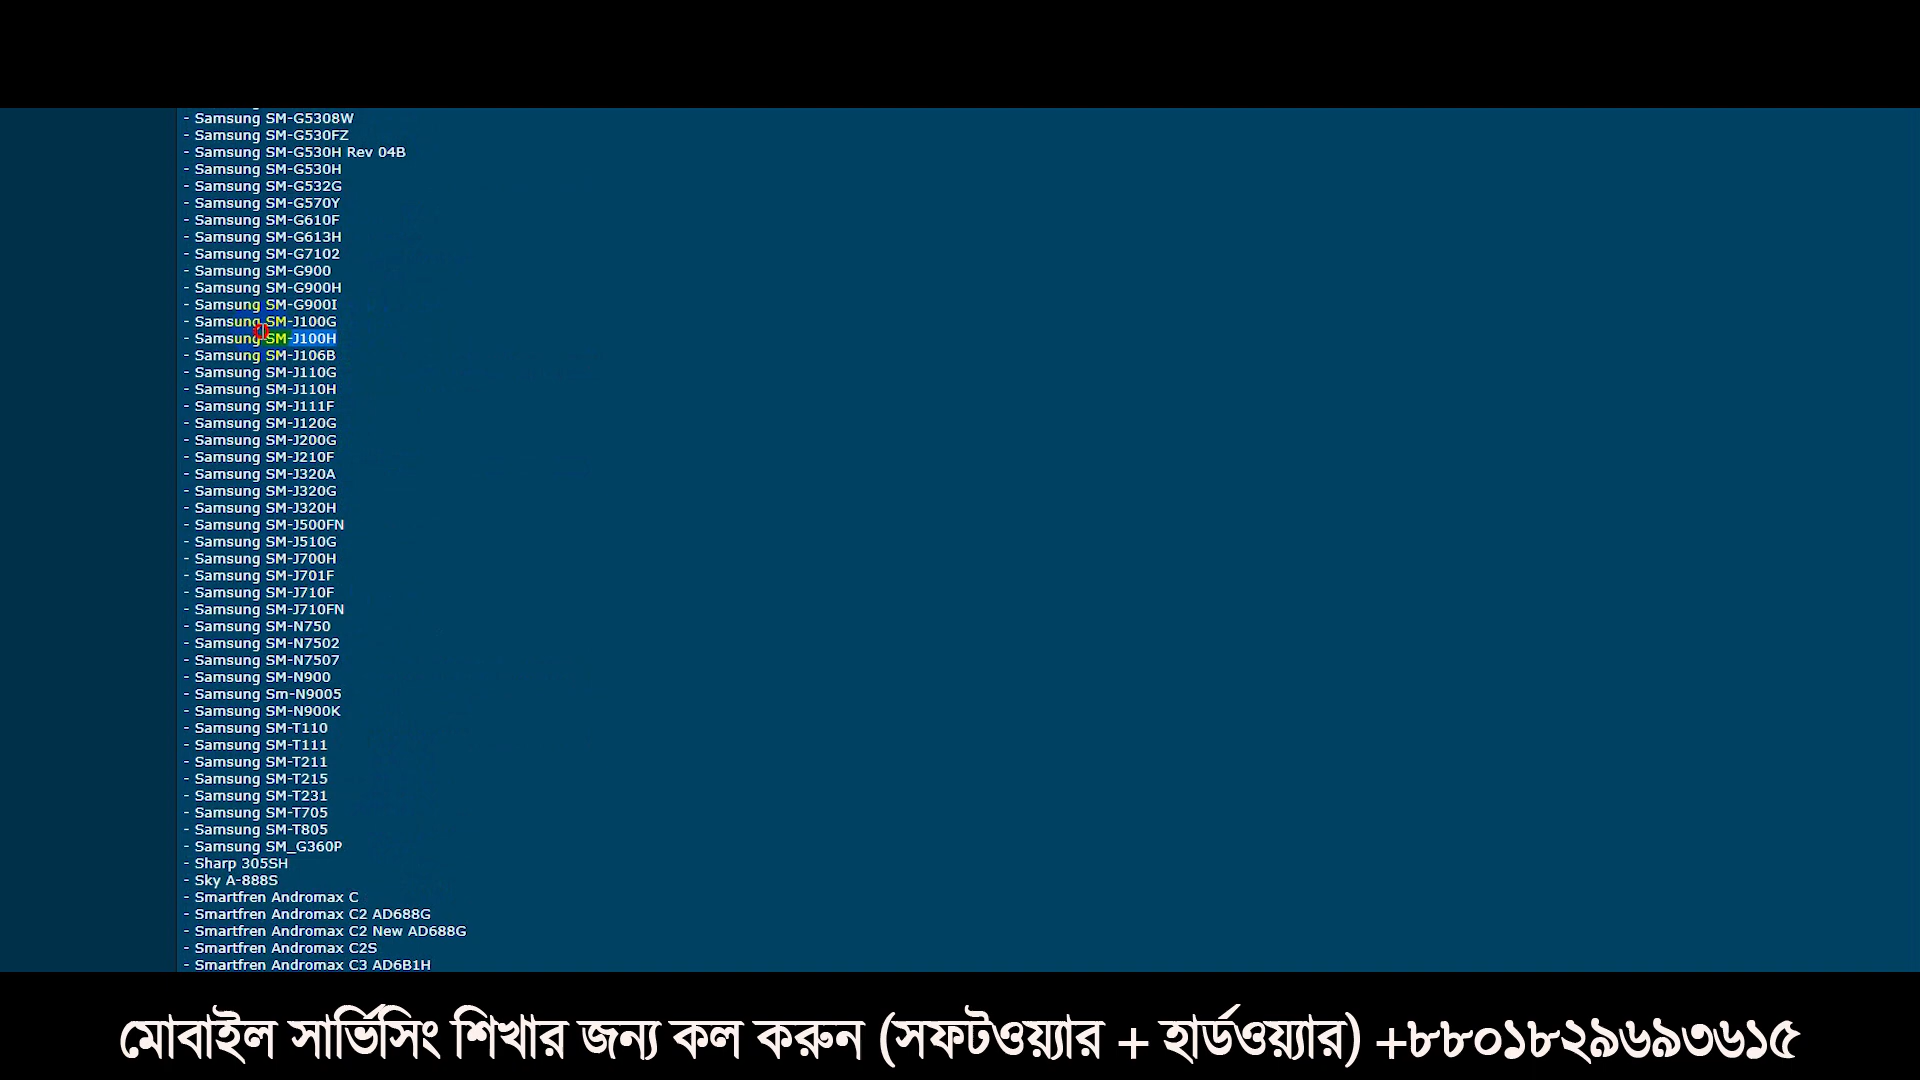 - Samsung SM-G5308W
- Samsung SM-G530FZ
- Samsung SM-G530H Rev 04B
- Samsung SM-G530H
- Samsung SM-G532G
- Samsung SM-G570Y
- Samsung SM-G610F
- Samsung SM-G613H
- Samsung SM-G7102
- Samsung SM-G900
- Samsung SM-G900H
- Samsung SM-G900I
- Samsung SM-J100G
- Samsung SM-J100H
- Samsung SM-J106B
- Samsung SM-J110G
- Samsung SM-J110H
- Samsung SM-J111F
- Samsung SM-J120G
- Samsung SM-J200G
- Samsung SM-J210F
- Samsung SM-J320A
- Samsung SM-J320G
- Samsung SM-J320H
- Samsung SM-J500FN
- Samsung SM-J510G
- Samsung SM-J700H
- Samsung SM-J701F
- Samsung SM-J710F
- Samsung SM-J710FN
- Samsung SM-N750
- Samsung SM-N7502
- Samsung SM-N7507
- Samsung SM-N900
- Samsung Sm-N9005
- Samsung SM-N900K
- Samsung SM-T110
- Samsung SM-T111
- Samsung SM-T211
- Samsung SM-T215
- Samsung SM-T231
- Samsung SM-T705
- Samsung SM-T805
- Samsung SM_G360P
- Sharp 305SH
- Sky A-888S
- Smartfren Andromax C
- Smartfren Andromax C2 AD688G
- Smartfren Andromax C2 New AD688G
- Smartfren Andromax C2S
- Smartfren Andromax C3 AD6B1H
মোবাইল সার্ভিসিং শিখার জন্য কল করুন (সফটওয়্যার + হার্ডওয়্যার) +৮৮০১৮২৯৬৯৩৬১৫